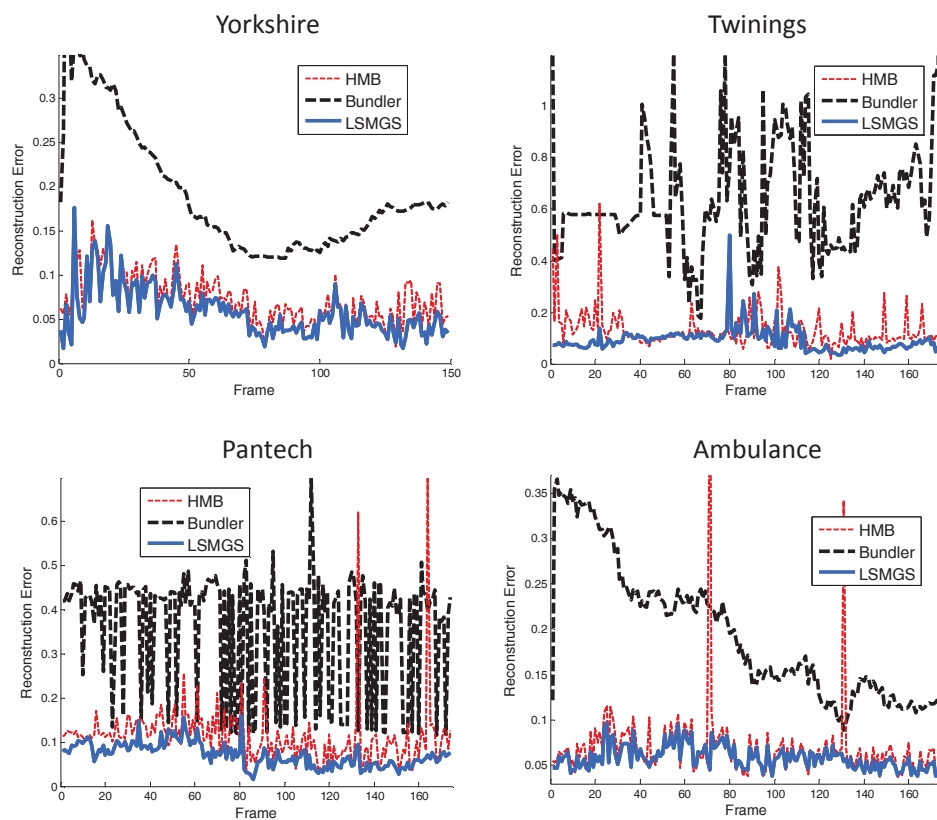 Yorkshire
HMB
Bundler
LSMGS
Reconstruction Error
0.3
0.25
0.2
0.15
0.1
0.05
0
0 50 100 150
Frame
Twinings
HMB
Bundler
LSMGS
Reconstruction Error
1
0.8
0.6
0.4
0.2
0
0 20 40 60 80 100 120 140 160
Frame
Pantech
HMB
Bundler
LSMGS
Reconstruction Error
0.6
0.5
0.4
0.3
0.2
0.1
0
0 20 40 60 80 100 120 140 160
Frame
Ambulance
HMB
Bundler
LSMGS
Reconstruction Error
0.35
0.3
0.25
0.2
0.15
0.1
0.05
0 20 40 60 80 100 120 140 160
Frame